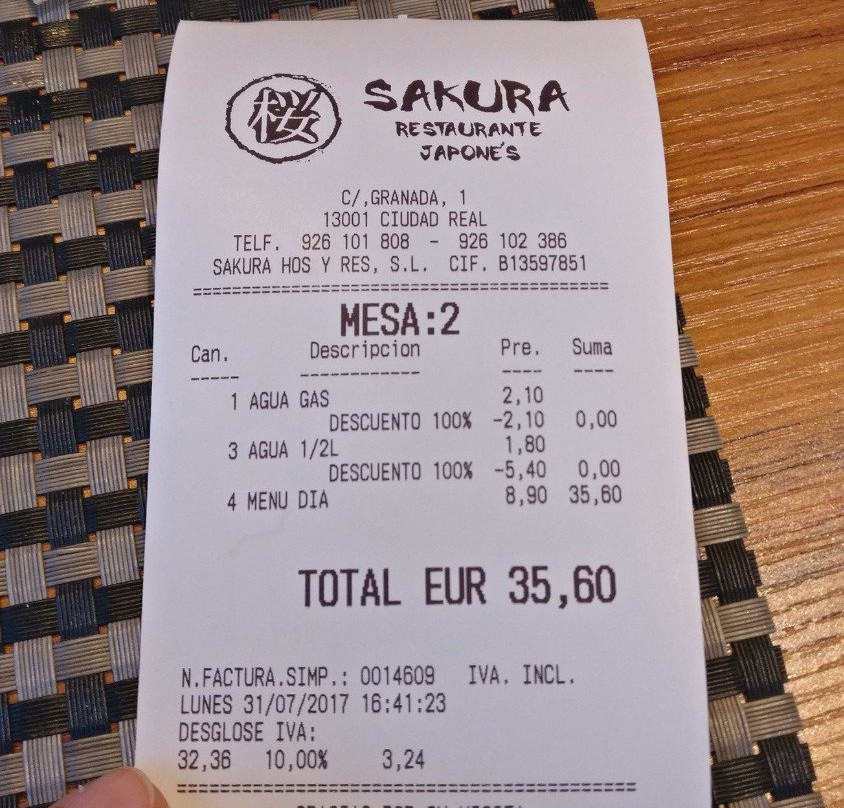 桜 SAKURA
RESTAURANTE
JAPONÉS
C/,GRANADA, 1
13001 CIUDAD REAL
TELF. 926 101 808 - 926 102 386
SAKURA HOS Y RES, S.L. CIF. B13597851
MESA:2
Can. Descripcion Pre. Suma
1 AGUA GAS 2,10
DESCUENTO 100% -2,10 0,00
3 AGUA 1/2L 1,80
DESCUENTO 100% -5,40 0,00
4 MENU DIA 8,90 35,60
TOTAL EUR 35,60
N.FACTURA.SIMP.: 0014609 IVA. INCL.
LUNES 31/07/2017 16:41:23
DESGLOSE IVA:
32,36 10,00% 3,24